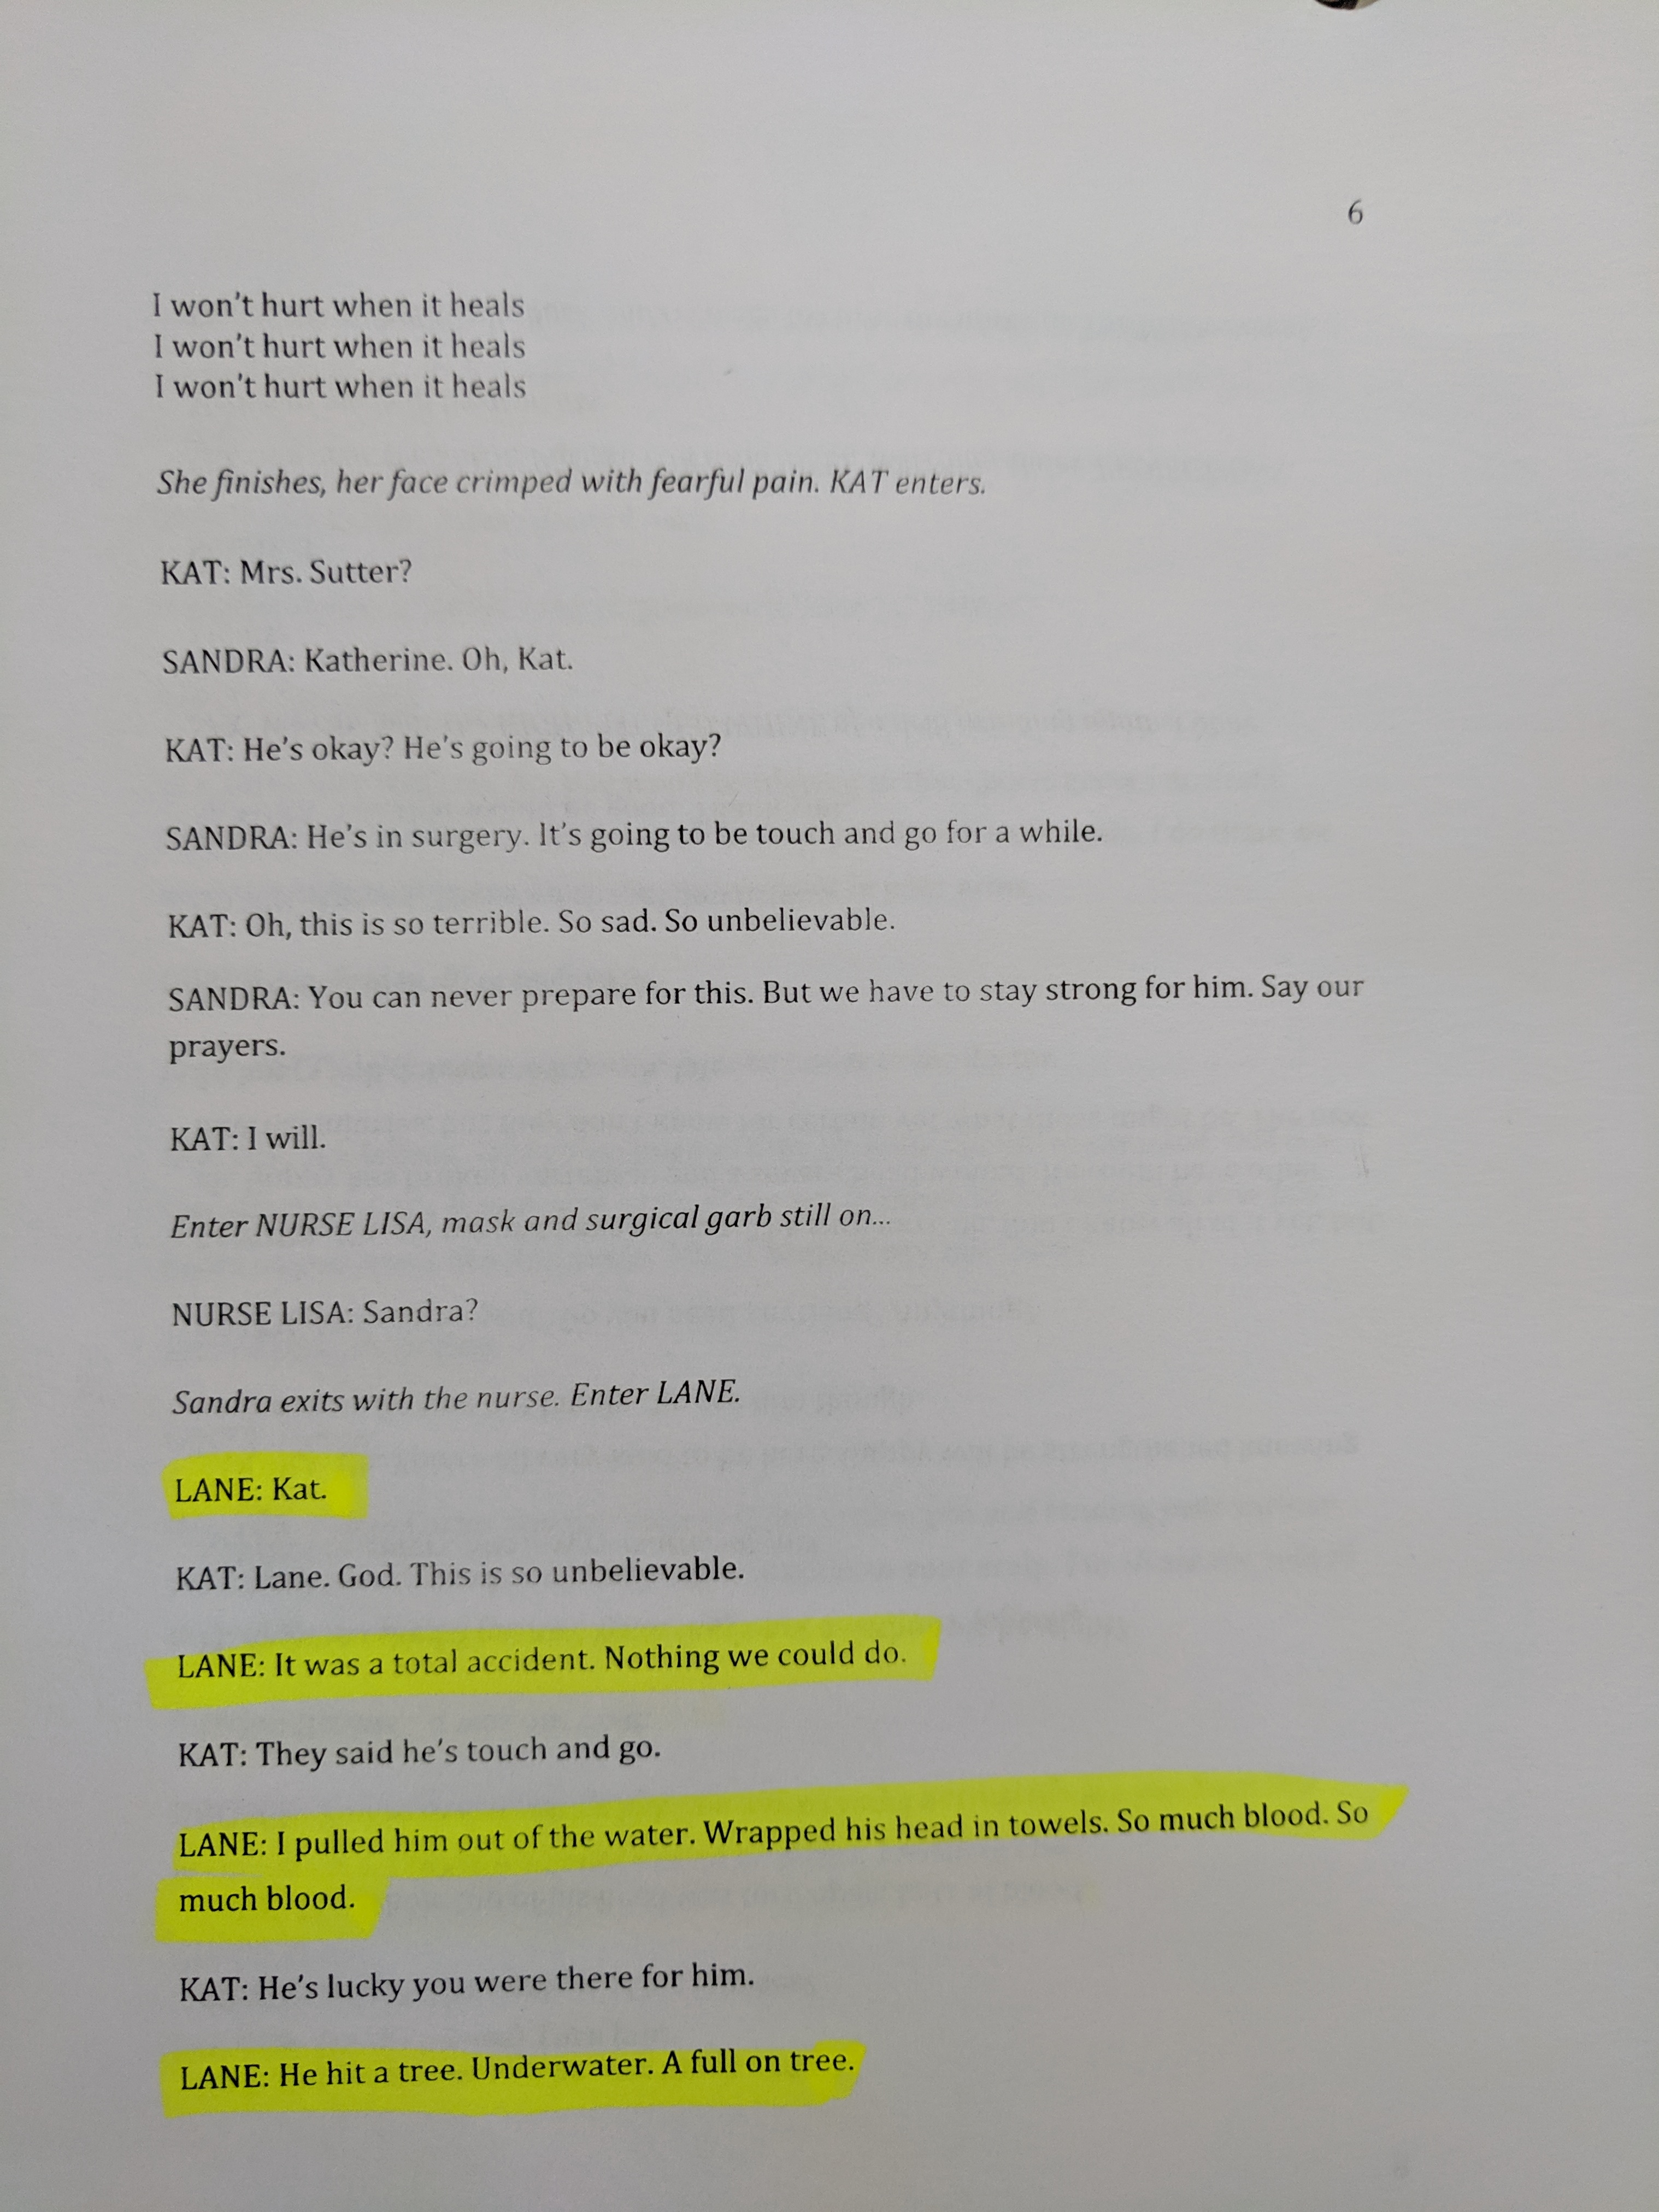 6
I won't hurt when it heals
I won't hurt when it heals
I won't hurt when it heals
She finishes, her face crimped with fearful pain. KAT enters.
KAT: Mrs. Sutter?
SANDRA: Katherine. Oh, Kat.
KAT: He's okay? He's going to be okay?
SANDRA: He's in surgery. It's going to be touch and go for a while.
KAT: Oh, this is so terrible. So sad. So unbelievable.
SANDRA: You can never prepare for this. But we have to stay strong for him. Say our
prayers.
KAT: I will.
Enter NURSE LISA, mask and surgical garb still on...
NURSE LISA: Sandra?
Sandra exits with the nurse. Enter LANE.
LANE: Kat.
KAT: Lane. God. This is so unbelievable.
LANE: It was a total accident. Nothing we could do.
KAT: They said he's touch and go.
LANE: I pulled him out of the water. Wrapped his head in towels. So much blood. So
much blood.
KAT: He's lucky you were there for him.
LANE: He hit a tree. Underwater. A full on tree.